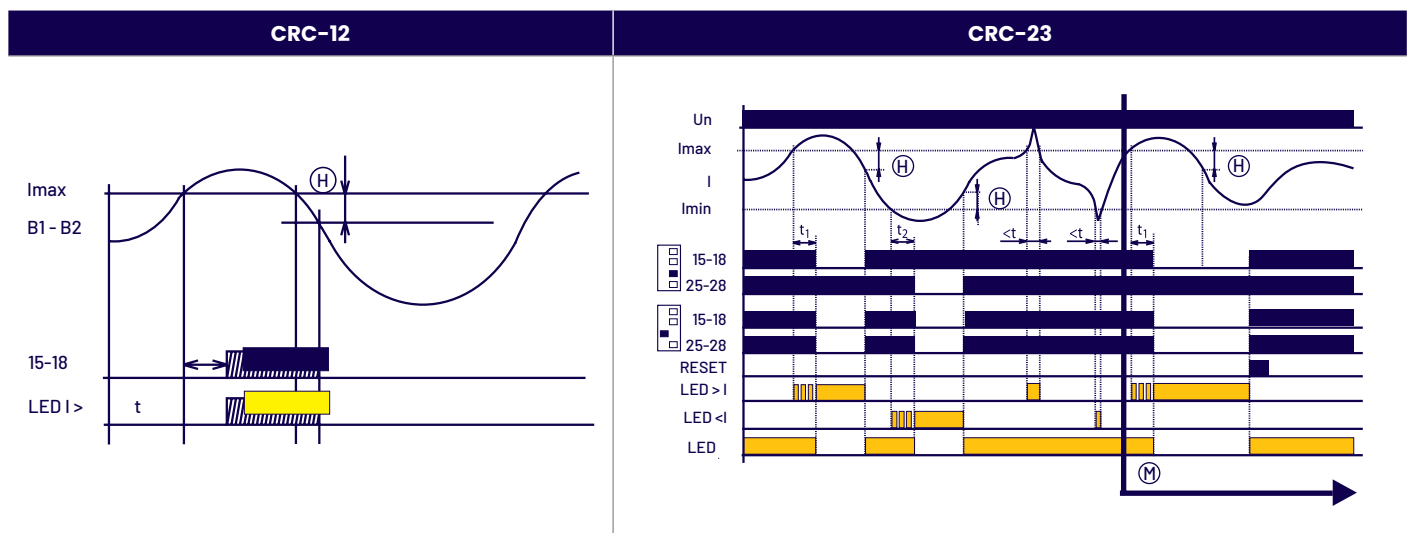 CRC-12
CRC-23
Imax
B1 - B2
H
15-18
LED I >
t
Un
Imax
I
Imin
H
H
H
t1
t2
<t
<t
t1
15-18
25-28
15-18
25-28
RESET
LED > I
LED <I
LED
M